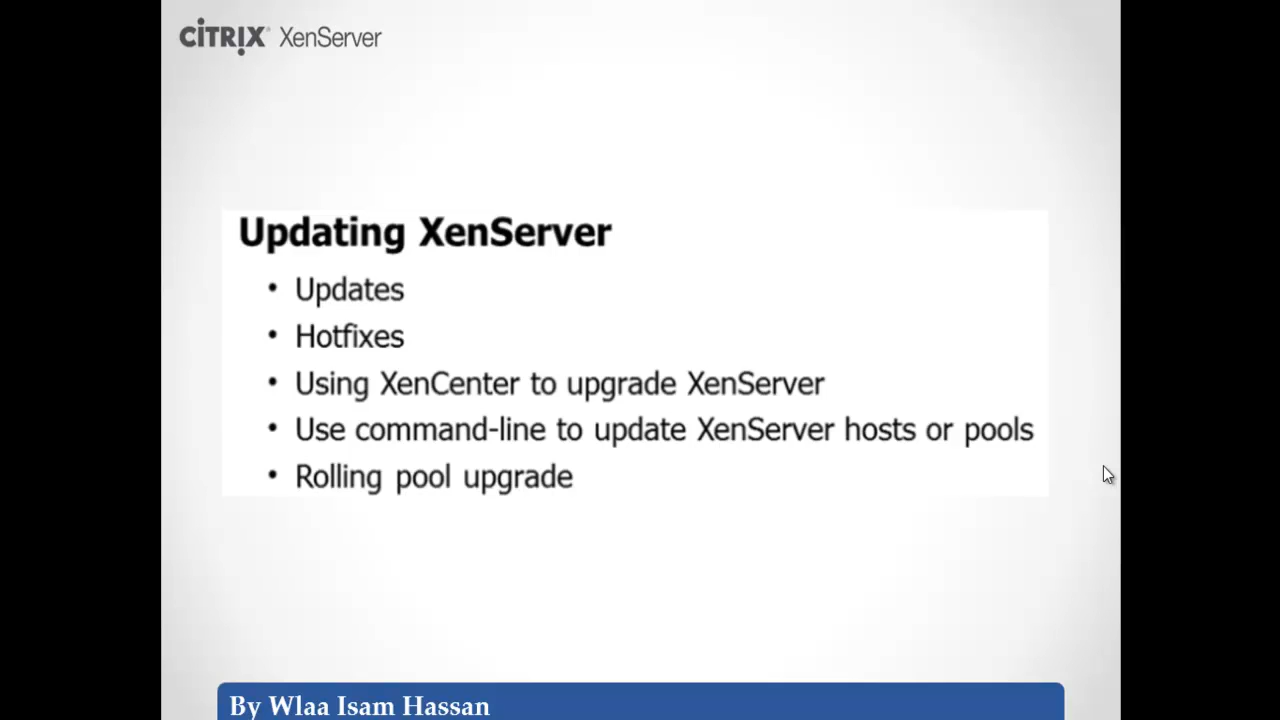 CITRIX XenServer
Updating XenServer
• Updates
• Hotfixes
• Using XenCenter to upgrade XenServer
• Use command-line to update XenServer hosts or pools
• Rolling pool upgrade
By Wlaa Isam Hassan